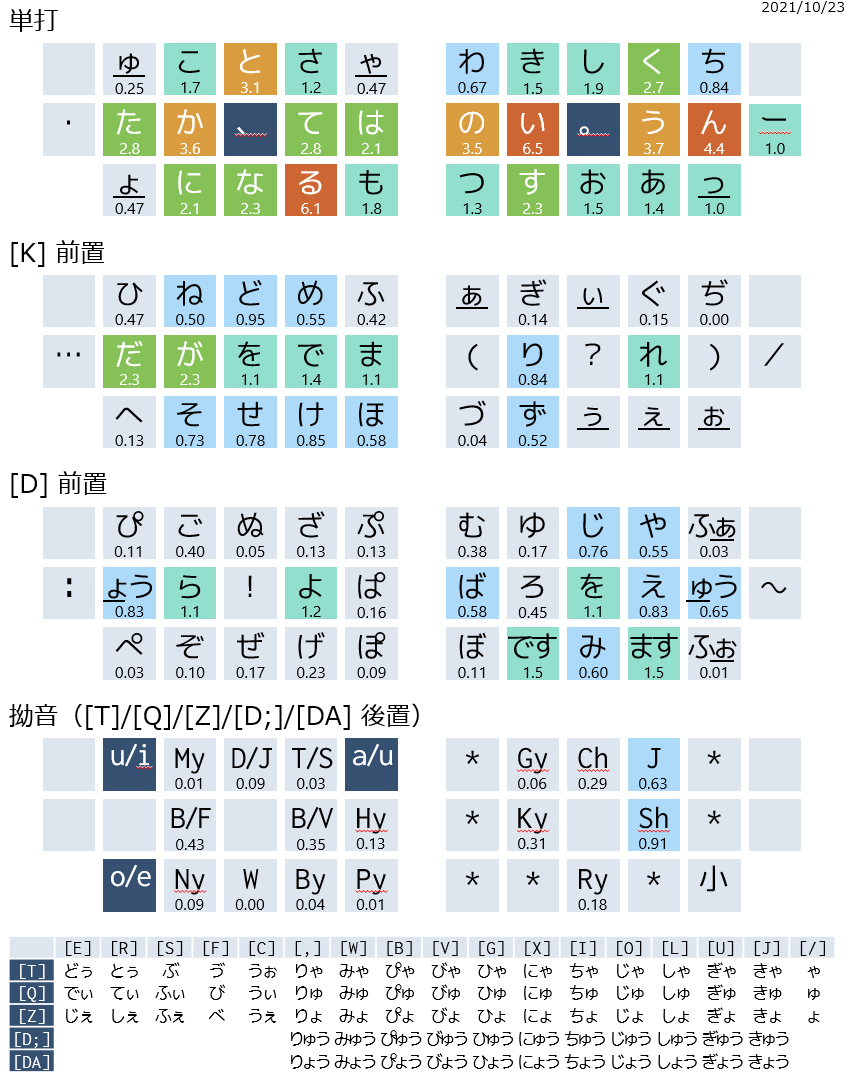 2021/10/23
単打
ゅ こ と さ ゃ わ き し く ち
0.25 1.7 3.1 1.2 0.47 0.67 1.5 1.9 2.7 0.84
・ た か 、 て は の い 。 う ん ー
2.8 3.6 2.8 2.1 3.5 6.5 3.7 4.4 1.0
ょ に な る も つ す お あ っ
0.47 2.1 2.3 6.1 1.8 1.3 2.3 1.5 1.4 1.0
[K] 前置
ひ ね ど め ふ ぁ ぎ ぃ ぐ ぢ
0.47 0.50 0.95 0.55 0.42 0.14 0.15 0.00
… だ が を で ま ( り ? れ ) /
2.3 2.3 1.1 1.4 1.1 0.84 1.1
へ そ せ け ほ づ ず ぅ ぇ ぉ
0.13 0.73 0.78 0.85 0.58 0.04 0.52
[D] 前置
ぴ ご ぬ ざ ぷ む ゆ じ や ふぁ
0.11 0.40 0.05 0.13 0.13 0.38 0.17 0.76 0.55 0.03
: ょう ら ! よ ぱ ば ろ を え ゅう ～
0.83 1.1 1.2 0.16 0.58 0.45 1.1 0.83 0.65
ぺ ぞ ぜ げ ぽ ぼ です み ます ふぉ
0.03 0.10 0.17 0.23 0.09 0.11 1.5 0.60 1.5 0.01
拗音（[T]/[Q]/[Z]/[D;]/[DA] 後置）
u/i My D/J T/S a/u * Gy Ch J *
0.01 0.09 0.03 0.06 0.29 0.63
B/F B/V Hy * Ky Sh *
0.43 0.35 0.13 0.31 0.91
o/e Ny W By Py * * Ry * 小
0.09 0.00 0.04 0.01 0.18
[E] [R] [S] [F] [C] [,] [W] [B] [V] [G] [X] [I] [O] [L] [U] [J] [/]
[T] どぅ とぅ ぶ ゔ うぉ りゃ みゃ ぴゃ びゃ ひゃ にゃ ちゃ じゃ しゃ ぎゃ きゃ ゃ
[Q] でぃ てぃ ふぃ び うぃ りゅ みゅ ぴゅ びゅ ひゅ にゅ ちゅ じゅ しゅ ぎゅ きゅ ゅ
[Z] じぇ しぇ ふぇ べ うぇ りょ みょ ぴょ びょ ひょ にょ ちょ じょ しょ ぎょ きょ ょ
[D;] りゅう みゅう ぴゅう びゅう ひゅう にゅう ちゅう じゅう しゅう ぎゅう きゅう
[DA] りょう みょう ぴょう びょう ひょう にょう ちょう じょう しょう ぎょう きょう